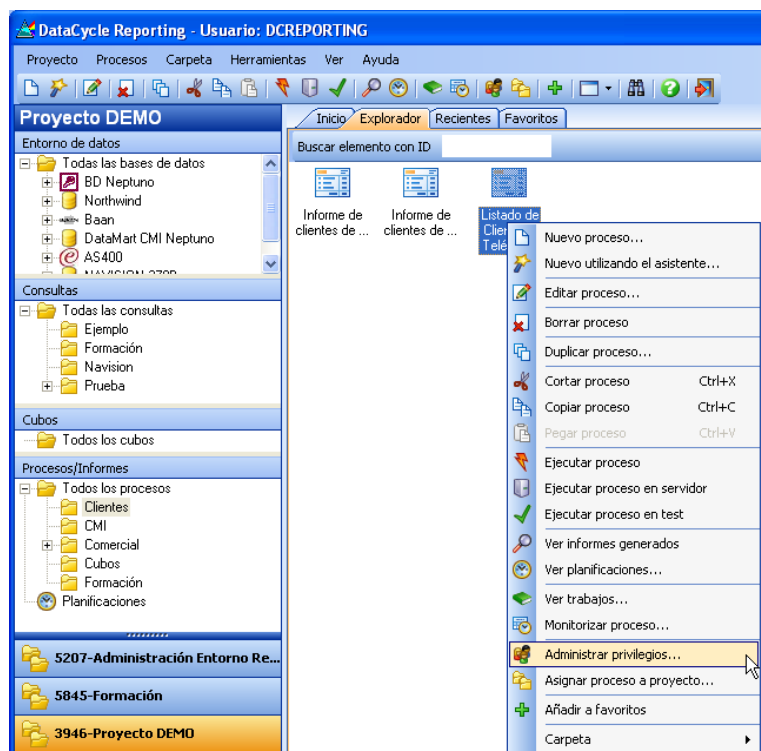 DataCycle Reporting - Usuario: DCREPORTING
Proyecto Procesos Carpeta Herramientas Ver Ayuda
Proyecto DEMO
Entorno de datos
Todas las bases de datos
BD Neptuno
Northwind
Baan
DataMart CMI Neptuno
AS400
Consultas
Todas las consultas
Ejemplo
Formación
Navision
Prueba
Cubos
Todos los cubos
Procesos/Informes
Todos los procesos
Clientes
CMI
Comercial
Cubos
Formación
Planificaciones
5207-Administración Entorno Re...
5845-Formación
3946-Proyecto DEMO
Inicio Explorador Recientes Favoritos
Buscar elemento con ID
Informe de
clientes de ...
Informe de
clientes de ...
Listado de
Clien
Telé
Nuevo proceso...
Nuevo utilizando el asistente...
Editar proceso...
Borrar proceso
Duplicar proceso...
Cortar proceso Ctrl+X
Copiar proceso Ctrl+C
Pegar proceso Ctrl+V
Ejecutar proceso
Ejecutar proceso en servidor
Ejecutar proceso en test
Ver informes generados
Ver planificaciones...
Ver trabajos...
Monitorizar proceso...
Administrar privilegios...
Asignar proceso a proyecto...
Añadir a favoritos
Carpeta